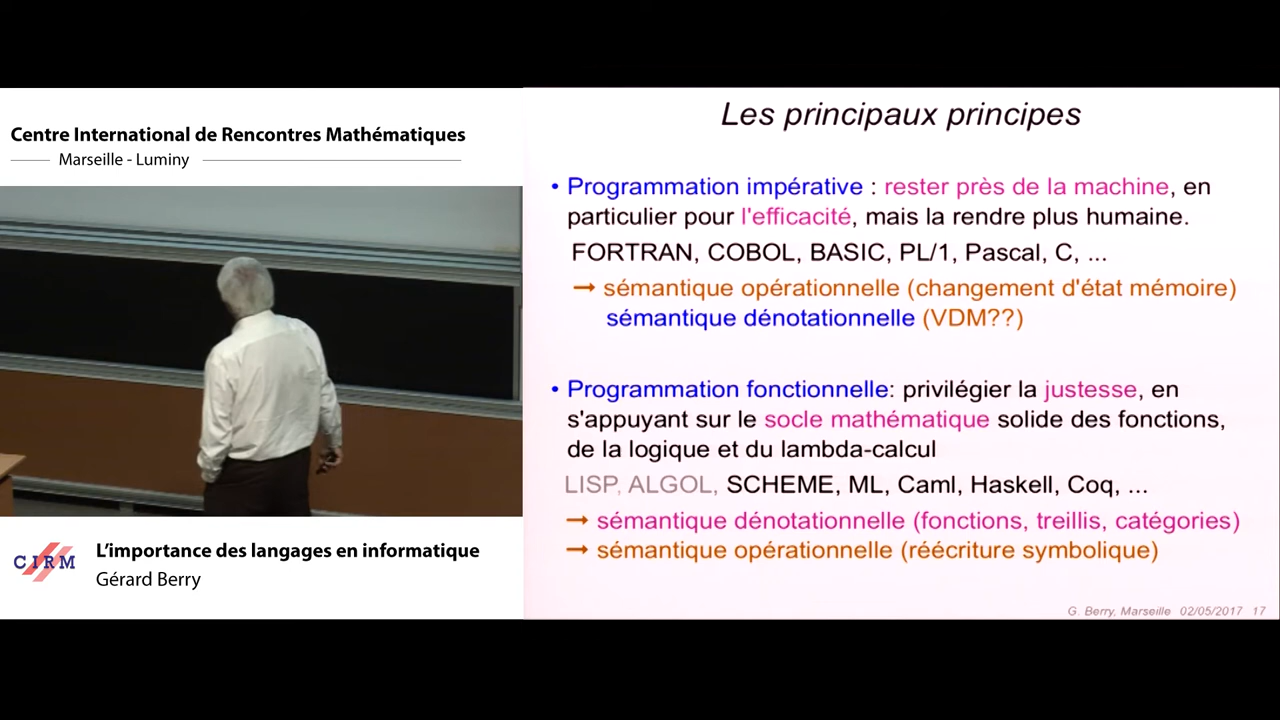 Centre International de Rencontres Mathématiques
Marseille - Luminy
CIRM
L'importance des langages en informatique
Gérard Berry
Les principaux principes
• Programmation impérative : rester près de la machine, en
particulier pour l'efficacité, mais la rendre plus humaine.
FORTRAN, COBOL, BASIC, PL/1, Pascal, C, ...
→ sémantique opérationnelle (changement d'état mémoire)
sémantique dénotationnelle (VDM??)
• Programmation fonctionnelle: privilégier la justesse, en
s'appuyant sur le socle mathématique solide des fonctions,
de la logique et du lambda-calcul
LISP, ALGOL, SCHEME, ML, Caml, Haskell, Coq, ...
→ sémantique dénotationnelle (fonctions, treillis, catégories)
→ sémantique opérationnelle (réécriture symbolique)
G. Berry, Marseille 02/05/2017 17